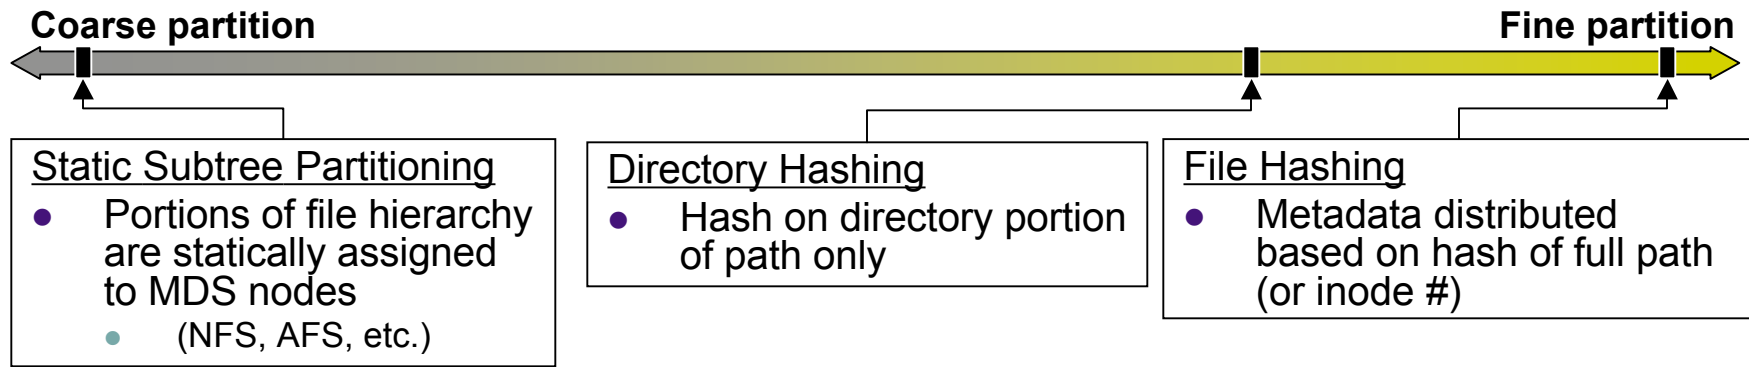 Coarse partition
Fine partition
Static Subtree Partitioning
● Portions of file hierarchy
are statically assigned
to MDS nodes
● (NFS, AFS, etc.)
Directory Hashing
● Hash on directory portion
of path only
File Hashing
● Metadata distributed
based on hash of full path
(or inode #)